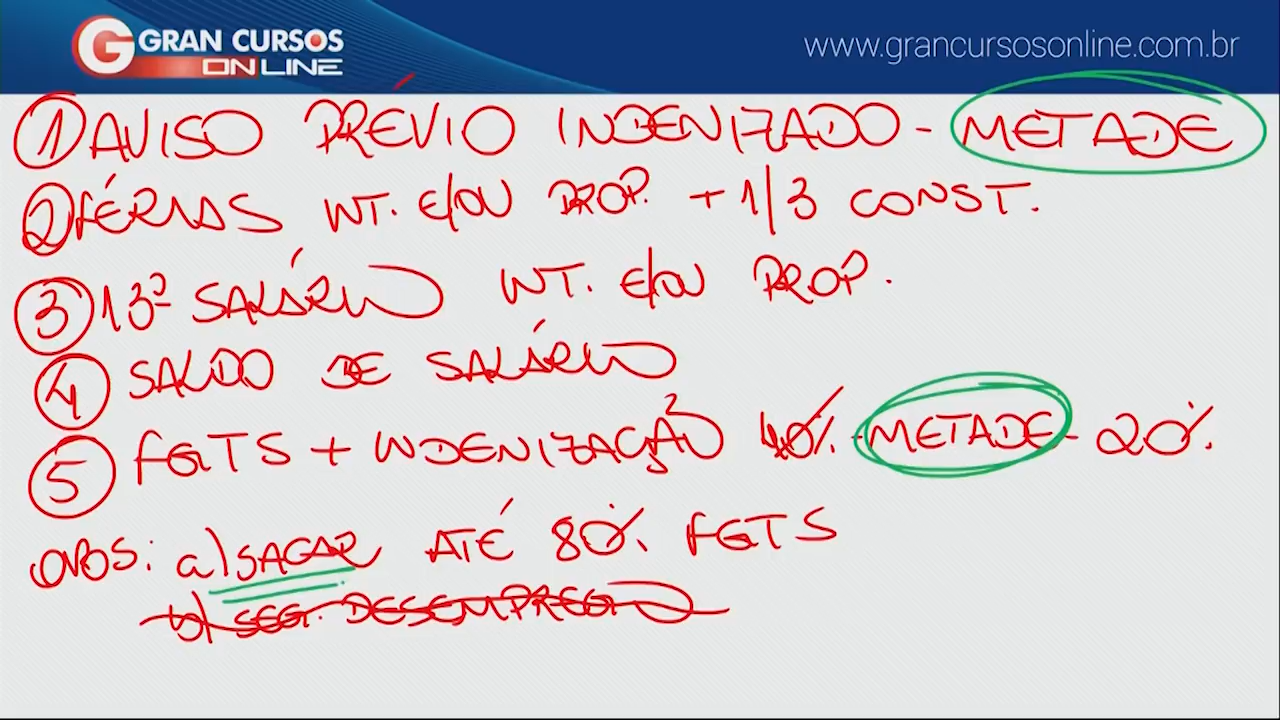 GRAN CURSOS
ONLINE
www.grancursosonline.com.br
1 AVISO PRÉVIO INDENIZADO - METADE
2 FÉRIAS INT. E/OU PROP. + 1/3 CONST.
3 13º SALÁRIO INT. E/OU PROP.
4 SALDO DE SALÁRIO
5 FGTS + INDENIZAÇÃO 40% - METADE - 20%
OBS: a) SACAR ATÉ 80% FGTS
b) SEG. DESEMPREGO